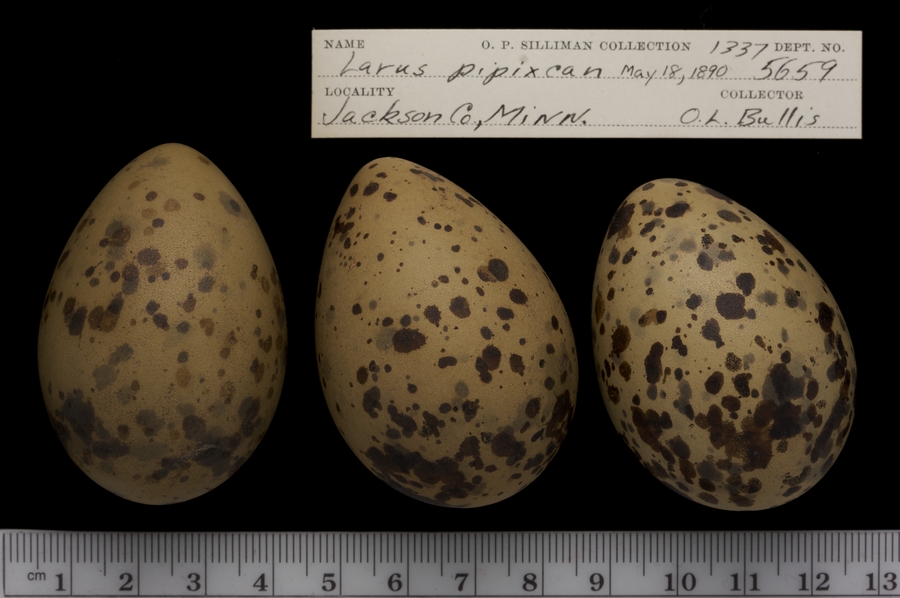 NAME O. P. SILLIMAN COLLECTION 1337 DEPT. NO.
Larus pipixcan May 18, 1890 5659
LOCALITY COLLECTOR
Jackson Co., Minn. O. L. Bullis
cm 1 2 3 4 5 6 7 8 9 10 11 12 13